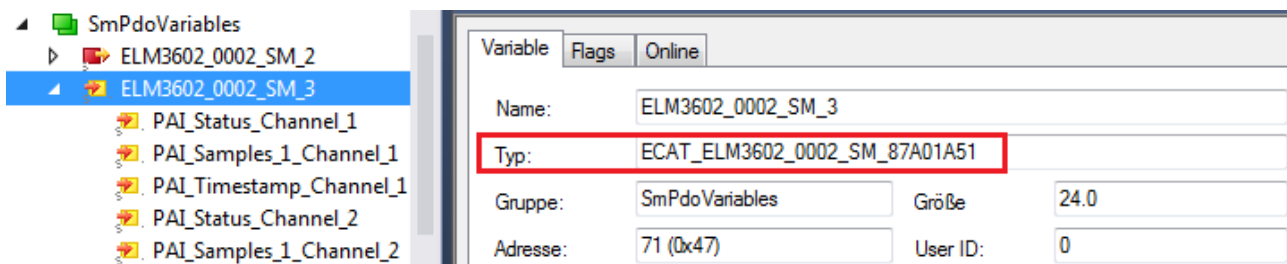 SmPdoVariables
ELM3602_0002_SM_2
ELM3602_0002_SM_3
PAI_Status_Channel_1
PAI_Samples_1_Channel_1
PAI_Timestamp_Channel_1
PAI_Status_Channel_2
PAI_Samples_1_Channel_2
Variable Flags Online
Name: ELM3602_0002_SM_3
Typ: ECAT_ELM3602_0002_SM_87A01A51
Gruppe: SmPdoVariables Größe 24.0
Adresse: 71 (0x47) User ID: 0